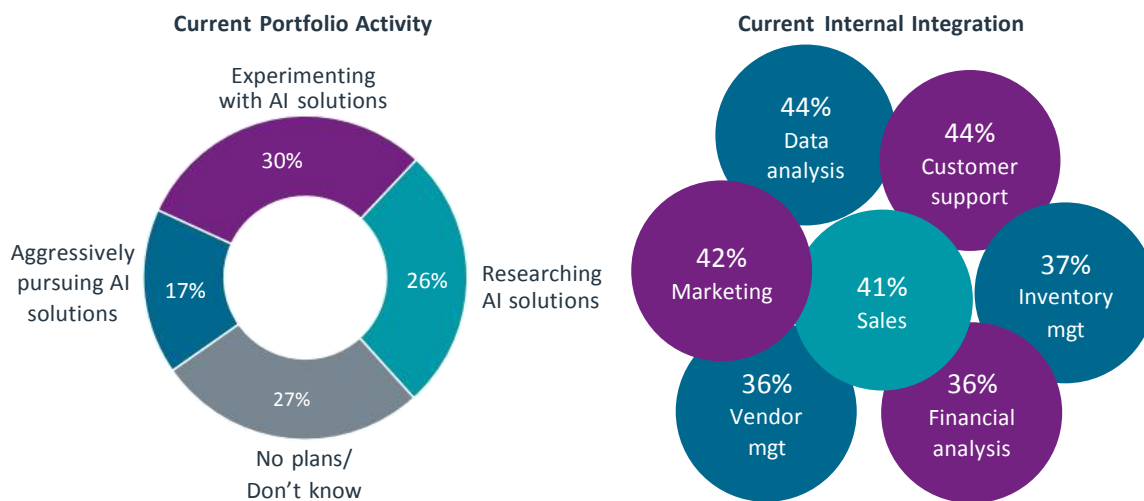 Current Portfolio Activity
Experimenting
with AI solutions
30%
Aggressively
pursuing AI
solutions
17%
26%
Researching
AI solutions
27%
No plans/
Don’t know
Current Internal Integration
44%
Data
analysis
44%
Customer
support
42%
Marketing
41%
Sales
37%
Inventory
mgt
36%
Vendor
mgt
36%
Financial
analysis